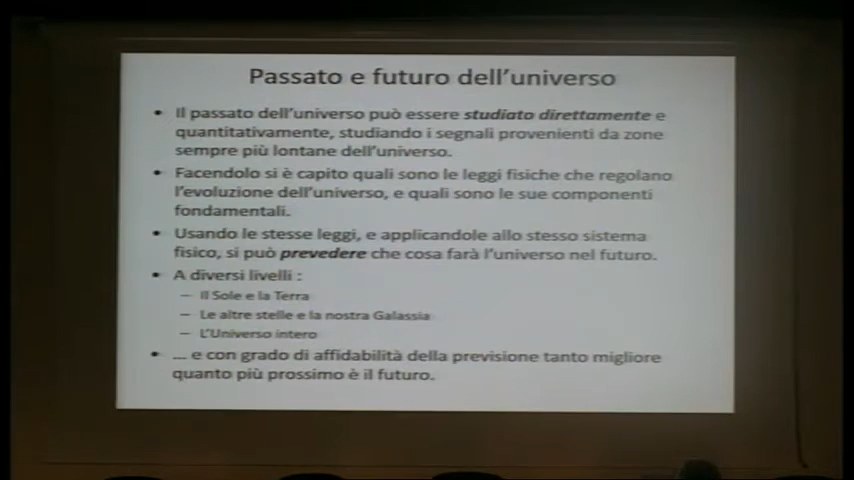 Passato e futuro dell'universo
• Il passato dell'universo può essere studiato direttamente e
quantitativamente, studiando i segnali provenienti da zone
sempre più lontane dell'universo.
• Facendolo si è capito quali sono le leggi fisiche che regolano
l'evoluzione dell'universo, e quali sono le sue componenti
fondamentali.
• Usando le stesse leggi, e applicandole allo stesso sistema
fisico, si può prevedere che cosa farà l'universo nel futuro.
• A diversi livelli :
– Il Sole e la Terra
– Le altre stelle e la nostra Galassia
– L'Universo intero
• ... e con grado di affidabilità della previsione tanto migliore
quanto più prossimo è il futuro.